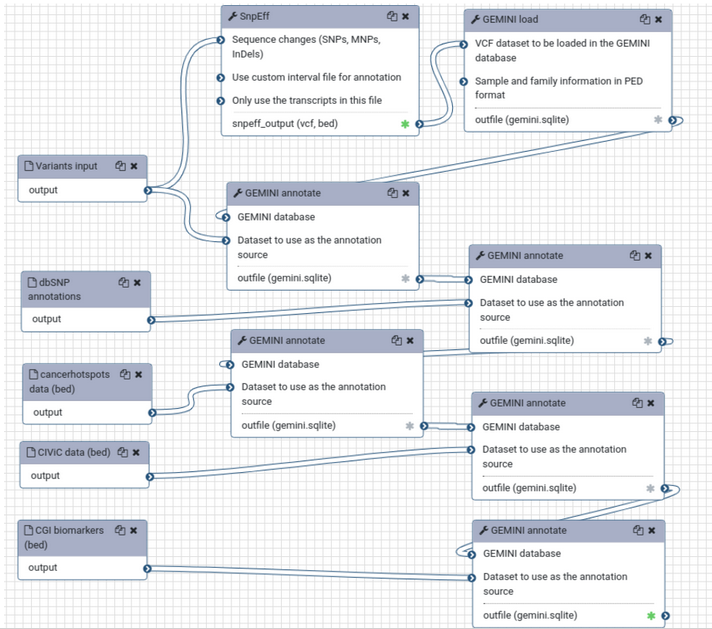 SnpEff
Sequence changes (SNPs, MNPs,
InDels)
Use custom interval file for annotation
Only use the transcripts in this file
snpeff_output (vcf, bed)
GEMINI load
VCF dataset to be loaded in the GEMINI
database
Sample and family information in PED
format
outfile (gemini.sqlite)
Variants input
output
GEMINI annotate
GEMINI database
Dataset to use as the annotation
source
outfile (gemini.sqlite)
dbSNP
annotations
output
GEMINI annotate
GEMINI database
Dataset to use as the annotation
source
outfile (gemini.sqlite)
cancerhotspots
data (bed)
output
GEMINI annotate
GEMINI database
Dataset to use as the annotation
source
outfile (gemini.sqlite)
CIViC data (bed)
output
GEMINI annotate
GEMINI database
Dataset to use as the annotation
source
outfile (gemini.sqlite)
CGI biomarkers
(bed)
output
GEMINI annotate
GEMINI database
Dataset to use as the annotation
source
outfile (gemini.sqlite)